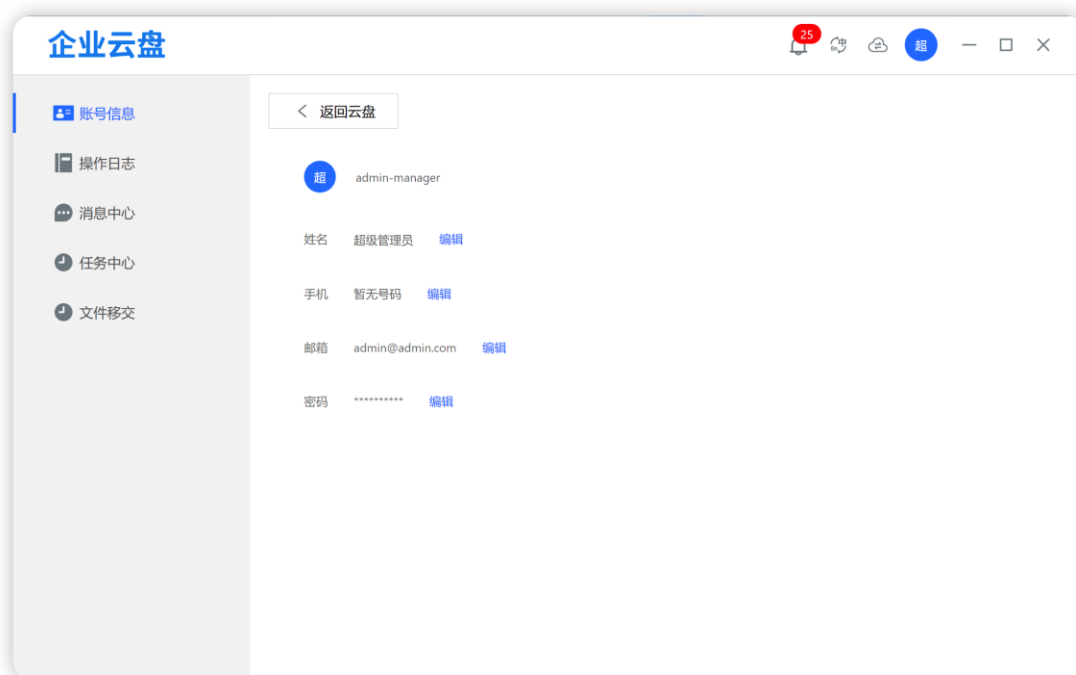 企业云盘
25
超
账号信息
操作日志
消息中心
任务中心
文件移交
返回云盘
超 admin-manager
姓名 超级管理员 编辑
手机 暂无号码 编辑
邮箱 admin@admin.com 编辑
密码 ********** 编辑